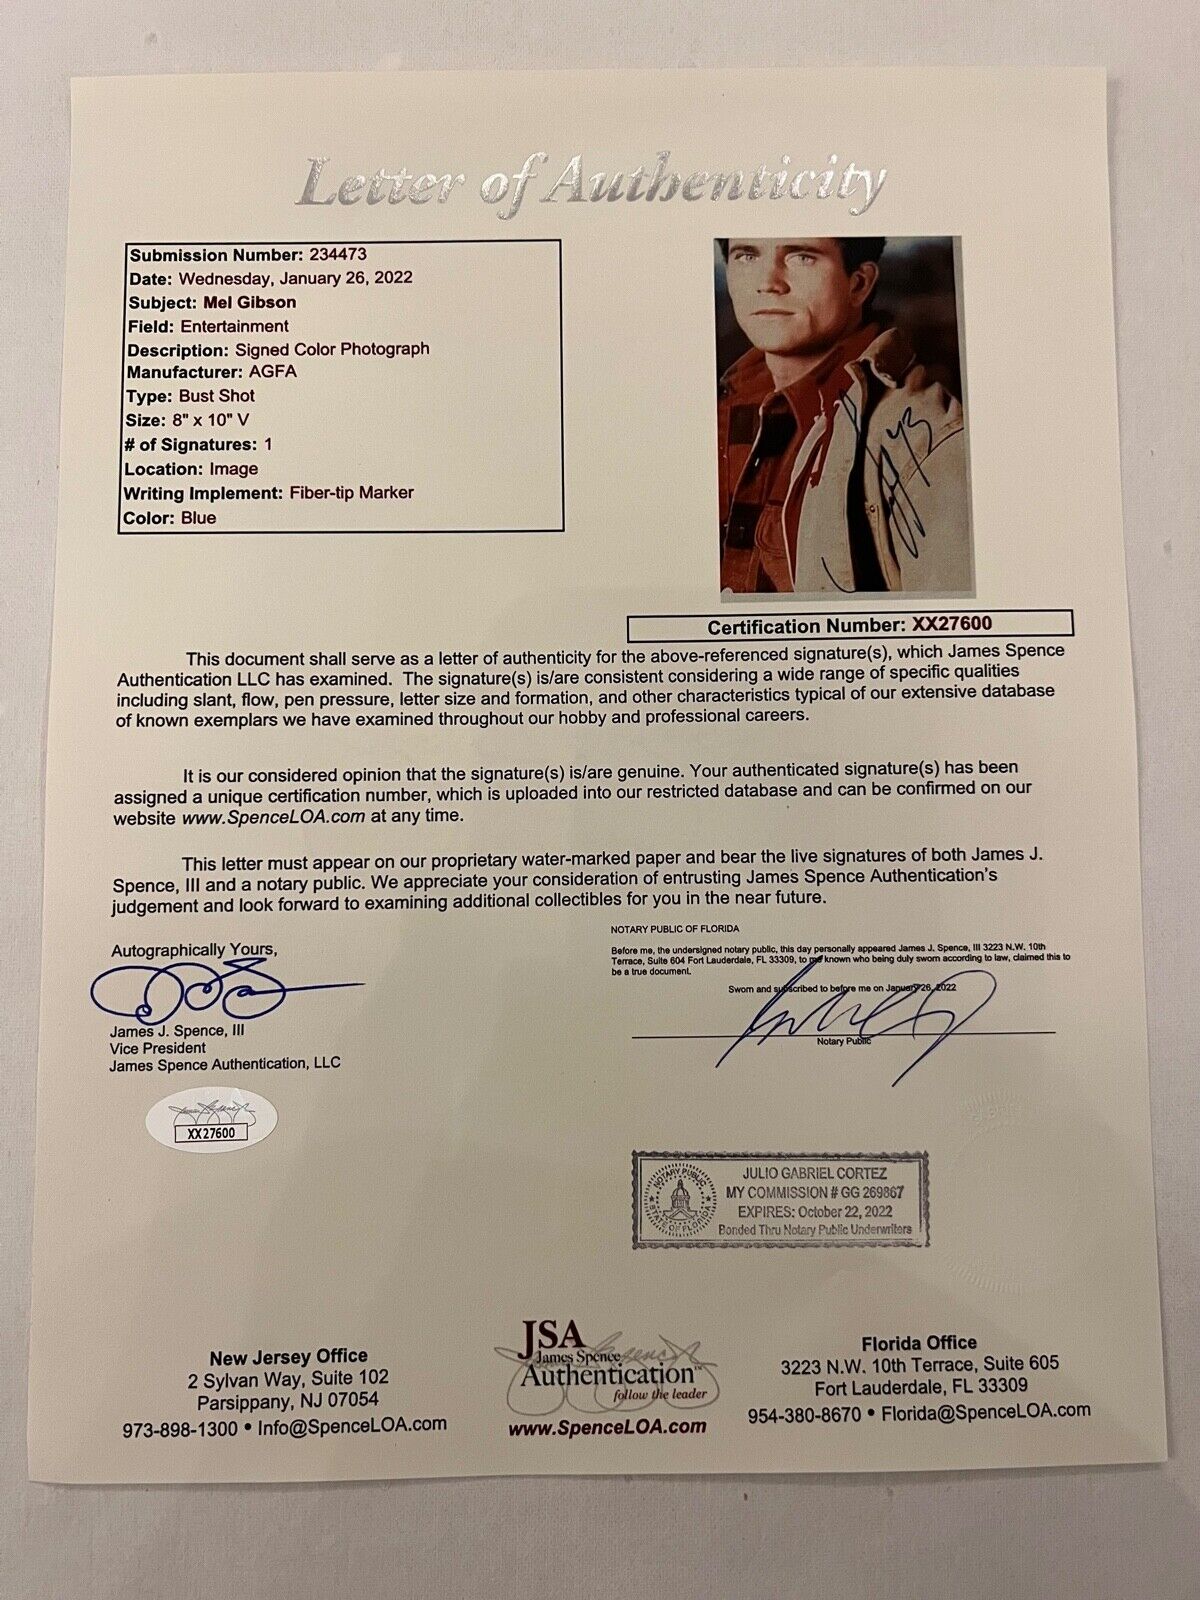 Letter of Authenticity
Submission Number: 234473
Date: Wednesday, January 26, 2022
Subject: Mel Gibson
Field: Entertainment
Description: Signed Color Photograph
Manufacturer: AGFA
Type: Bust Shot
Size: 8" x 10" V
# of Signatures: 1
Location: Image
Writing Implement: Fiber-tip Marker
Color: Blue
Certification Number: XX27600
This document shall serve as a letter of authenticity for the above-referenced signature(s), which James Spence
Authentication LLC has examined. The signature(s) is/are consistent considering a wide range of specific qualities
including slant, flow, pen pressure, letter size and formation, and other characteristics typical of our extensive database
of known exemplars we have examined throughout our hobby and professional careers.
It is our considered opinion that the signature(s) is/are genuine. Your authenticated signature(s) has been
assigned a unique certification number, which is uploaded into our restricted database and can be confirmed on our
website www.SpenceLOA.com at any time.
This letter must appear on our proprietary water-marked paper and bear the live signatures of both James J.
Spence, III and a notary public. We appreciate your consideration of entrusting James Spence Authentication's
judgement and look forward to examining additional collectibles for you in the near future.
Autographically Yours,
James J. Spence, III
Vice President
James Spence Authentication, LLC
XX27600
NOTARY PUBLIC OF FLORIDA
Before me, the undersigned notary public, this day personally appeared James J. Spence, III 3223 N.W. 10th
Terrace, Suite 604 Fort Lauderdale, FL 33309, to me known who being duly sworn according to law, claimed this to
be a true document.
Sworn and subscribed to before me on January 26, 2022
Notary Public
NOTARY PUBLIC
STATE OF FLORIDA
JULIO GABRIEL CORTEZ
MY COMMISSION # GG 269867
EXPIRES: October 22, 2022
Bonded Thru Notary Public Underwriters
New Jersey Office
2 Sylvan Way, Suite 102
Parsippany, NJ 07054
973-898-1300 • Info@SpenceLOA.com
JSA
James Spence
Authentication™
follow the leader
www.SpenceLOA.com
Florida Office
3223 N.W. 10th Terrace, Suite 605
Fort Lauderdale, FL 33309
954-380-8670 • Florida@SpenceLOA.com